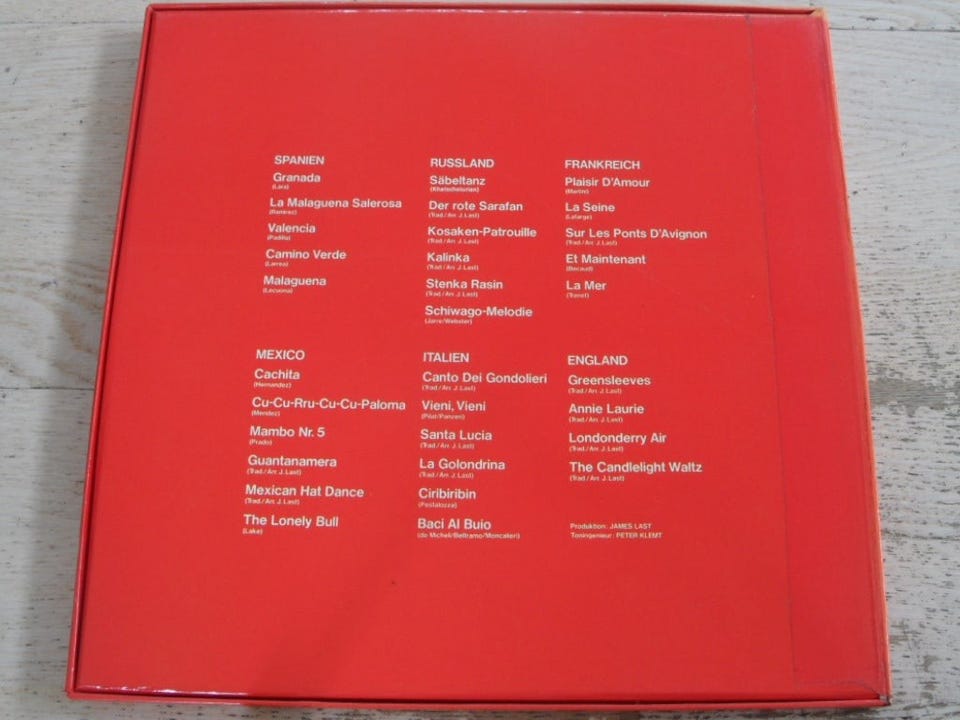 SPANIEN
Granada
(Lara)
La Malaguena Salerosa
(Ramirez)
Valencia
(Padilla)
Camino Verde
(Larrea)
Malaguena
(Lecuona)
RUSSLAND
Säbeltanz
(Khatschaturian)
Der rote Sarafan
(Trad./Arr. J. Last)
Kosaken-Patrouille
(Trad./Arr. J. Last)
Kalinka
(Trad./Arr. J. Last)
Stenka Rasin
(Trad./Arr. J. Last)
Schiwago-Melodie
(Jarre/Webster)
FRANKREICH
Plaisir D'Amour
(Martini)
La Seine
(Lafarge)
Sur Les Ponts D'Avignon
(Trad./Arr. J. Last)
Et Maintenant
(Becaud)
La Mer
(Trenet)
MEXICO
Cachita
(Hernandez)
Cu-Cu-Rru-Cu-Cu-Paloma
(Mendez)
Mambo Nr. 5
(Prado)
Guantanamera
(Trad./Arr. J. Last)
Mexican Hat Dance
(Trad./Arr. J. Last)
The Lonely Bull
(Lake)
ITALIEN
Canto Dei Gondolieri
(Trad./Arr. J. Last)
Vieni, Vieni
(Pilat/Panzeri)
Santa Lucia
(Trad./Arr. J. Last)
La Golondrina
(Trad./Arr. J. Last)
Ciribiribin
(Pestalozza)
Baci Al Buio
(de Micheli/Beltramo/Moncalieri)
ENGLAND
Greensleeves
(Trad./Arr. J. Last)
Annie Laurie
(Trad./Arr. J. Last)
Londonderry Air
(Trad./Arr. J. Last)
The Candlelight Waltz
(Trad./Arr. J. Last)
Produktion: JAMES LAST
Toningenieur: PETER KLEMT